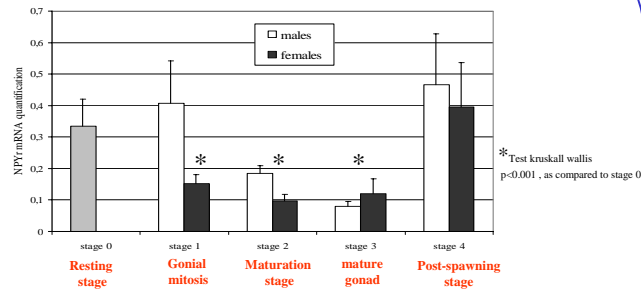 0,7
0,6
0,5
0,4
0,3
0,2
0,1
0
NPYr mRNA quantification
males
females
* * *
*Test kruskall wallis
p<0.001 , as compared to stage 0
stage 0 stage 1 stage 2 stage 3 stage 4
Resting Gonial Maturation mature Post-spawning
stage mitosis stage gonad stage